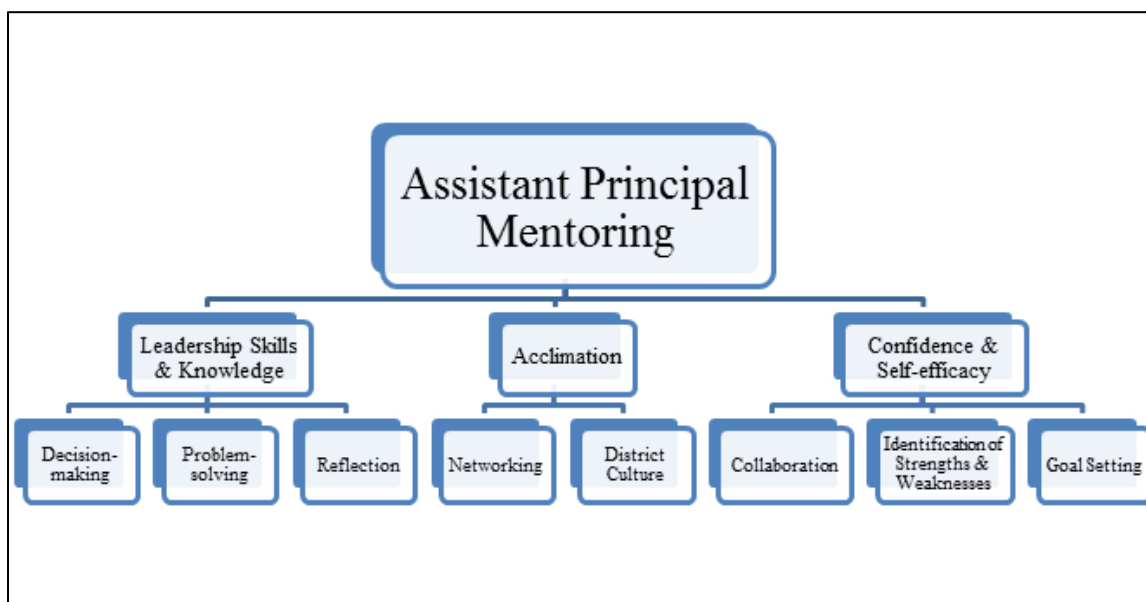 Assistant Principal
Mentoring
Leadership Skills
& Knowledge
Acclimation
Confidence &
Self-efficacy
Decision-
making
Problem-
solving
Reflection
Networking
District
Culture
Collaboration
Identification of
Strengths &
Weaknesses
Goal Setting